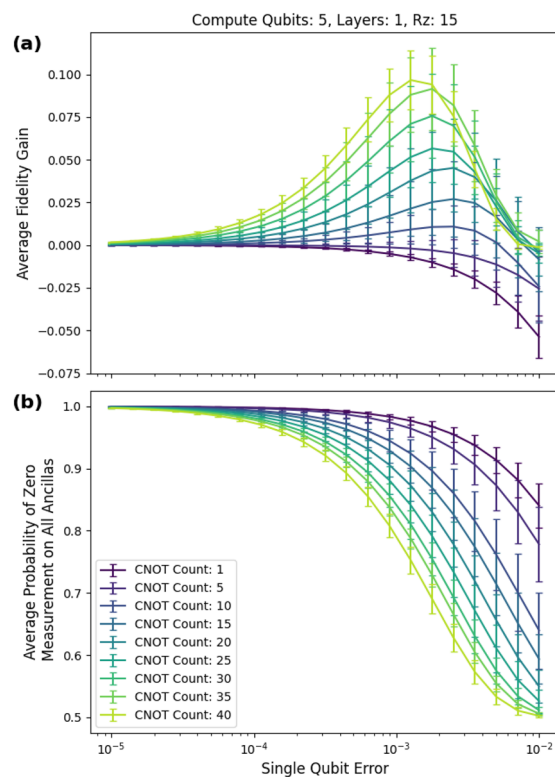 Compute Qubits: 5, Layers: 1, Rz: 15
(a)
0.100
0.075
0.050
0.025
0.000
−0.025
−0.050
−0.075
Average Fidelity Gain
(b)
1.0
0.9
0.8
0.7
0.6
0.5
Average Probability of Zero
Measurement on All Ancillas
CNOT Count: 1
CNOT Count: 5
CNOT Count: 10
CNOT Count: 15
CNOT Count: 20
CNOT Count: 25
CNOT Count: 30
CNOT Count: 35
CNOT Count: 40
10⁻⁵ 10⁻⁴ 10⁻³ 10⁻²
Single Qubit Error